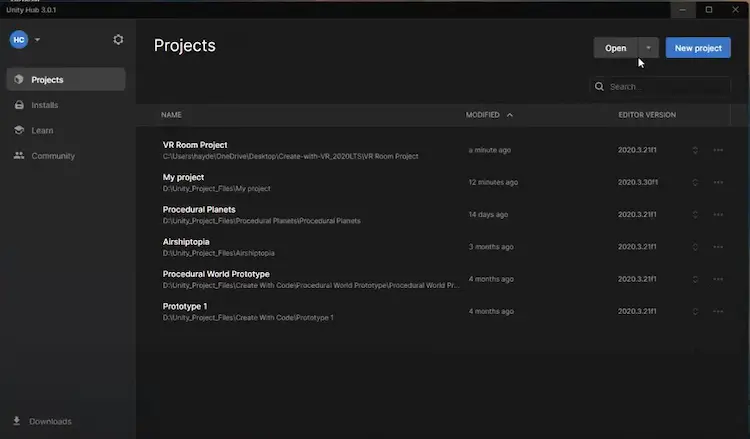 Unity Hub 3.0.1
HC
Projects
Open
New project
Search
Projects
Installs
Learn
Community
NAME MODIFIED EDITOR VERSION
VR Room Project
C:\Users\hayde\OneDrive\Desktop\Create-with-VR_2020LTS\VR Room Project
a minute ago 2020.3.21f1
My project
D:\Unity_Project_Files\My project
12 minutes ago 2020.3.30f1
Procedural Planets
D:\Unity_Project_Files\Procedural Planets\Procedural Planets
14 days ago 2020.3.21f1
Airshiptopia
D:\Unity_Project_Files\Airshiptopia
3 months ago 2020.3.21f1
Procedural World Prototype
D:\Unity_Project_Files\Create With Code\Procedural World Prototype\Procedural World Pr...
4 months ago 2020.3.21f1
Prototype 1
D:\Unity_Project_Files\Create With Code\Prototype 1
4 months ago 2020.3.21f1
Downloads